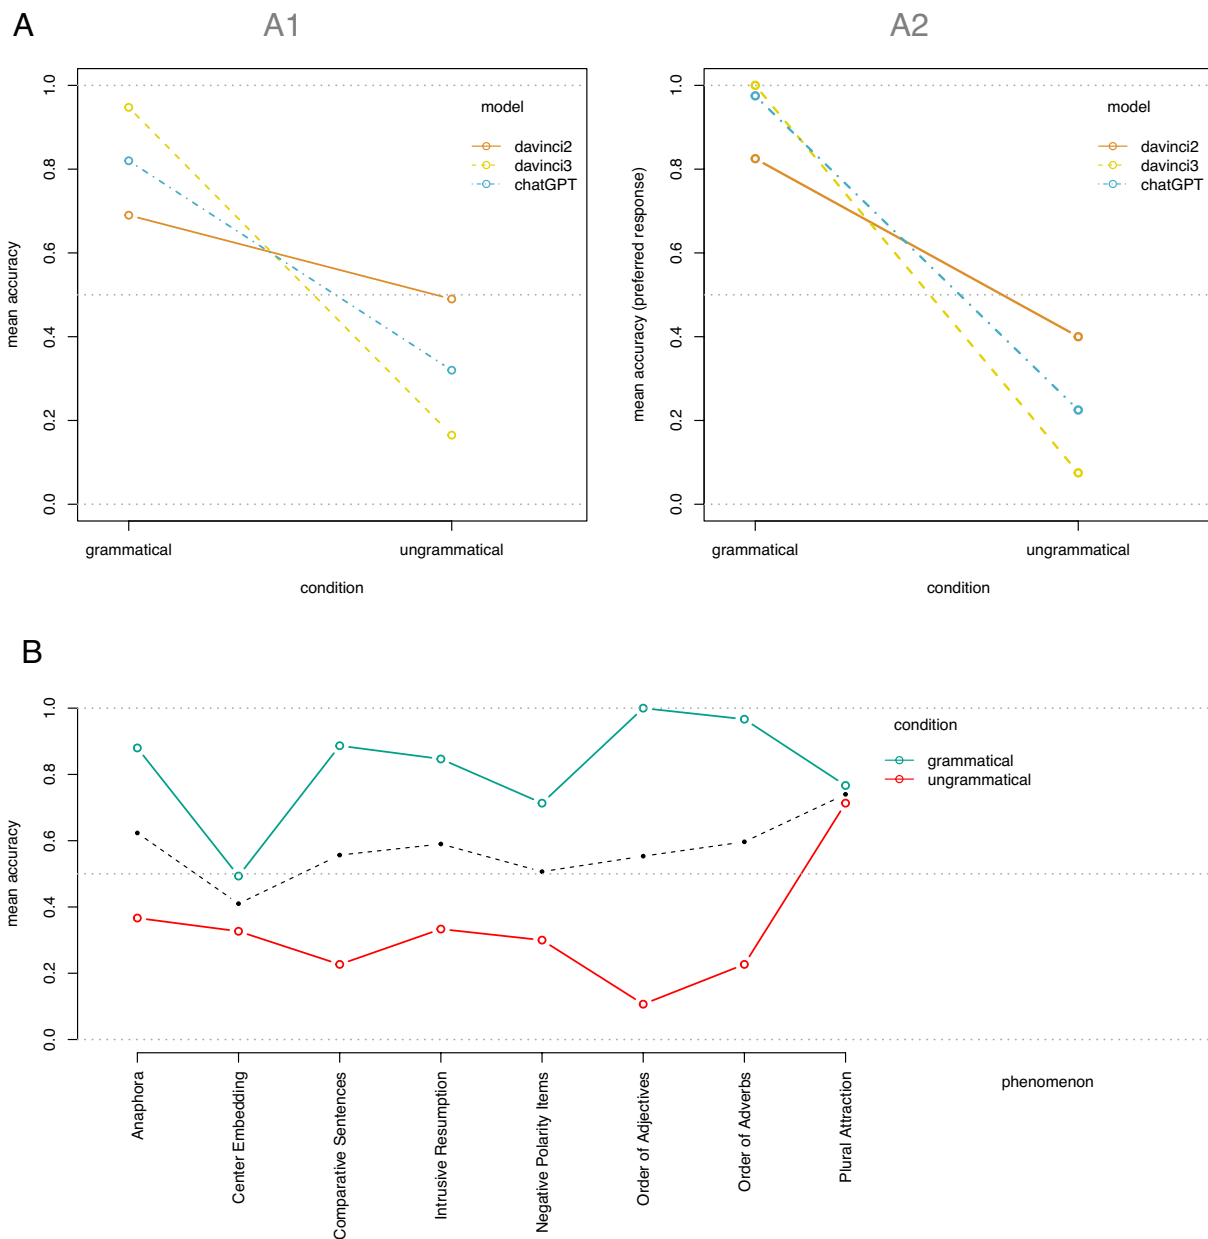 A
A1
A2
mean accuracy
1.0
0.8
0.6
0.4
0.2
0.0
model
davinci2
davinci3
chatGPT
grammatical
ungrammatical
condition
mean accuracy (preferred response)
1.0
0.8
0.6
0.4
0.2
0.0
model
davinci2
davinci3
chatGPT
grammatical
ungrammatical
condition
B
mean accuracy
1.0
0.8
0.6
0.4
0.2
0.0
condition
grammatical
ungrammatical
Anaphora
Center Embedding
Comparative Sentences
Intrusive Resumption
Negative Polarity Items
Order of Adjectives
Order of Adverbs
Plural Attraction
phenomenon